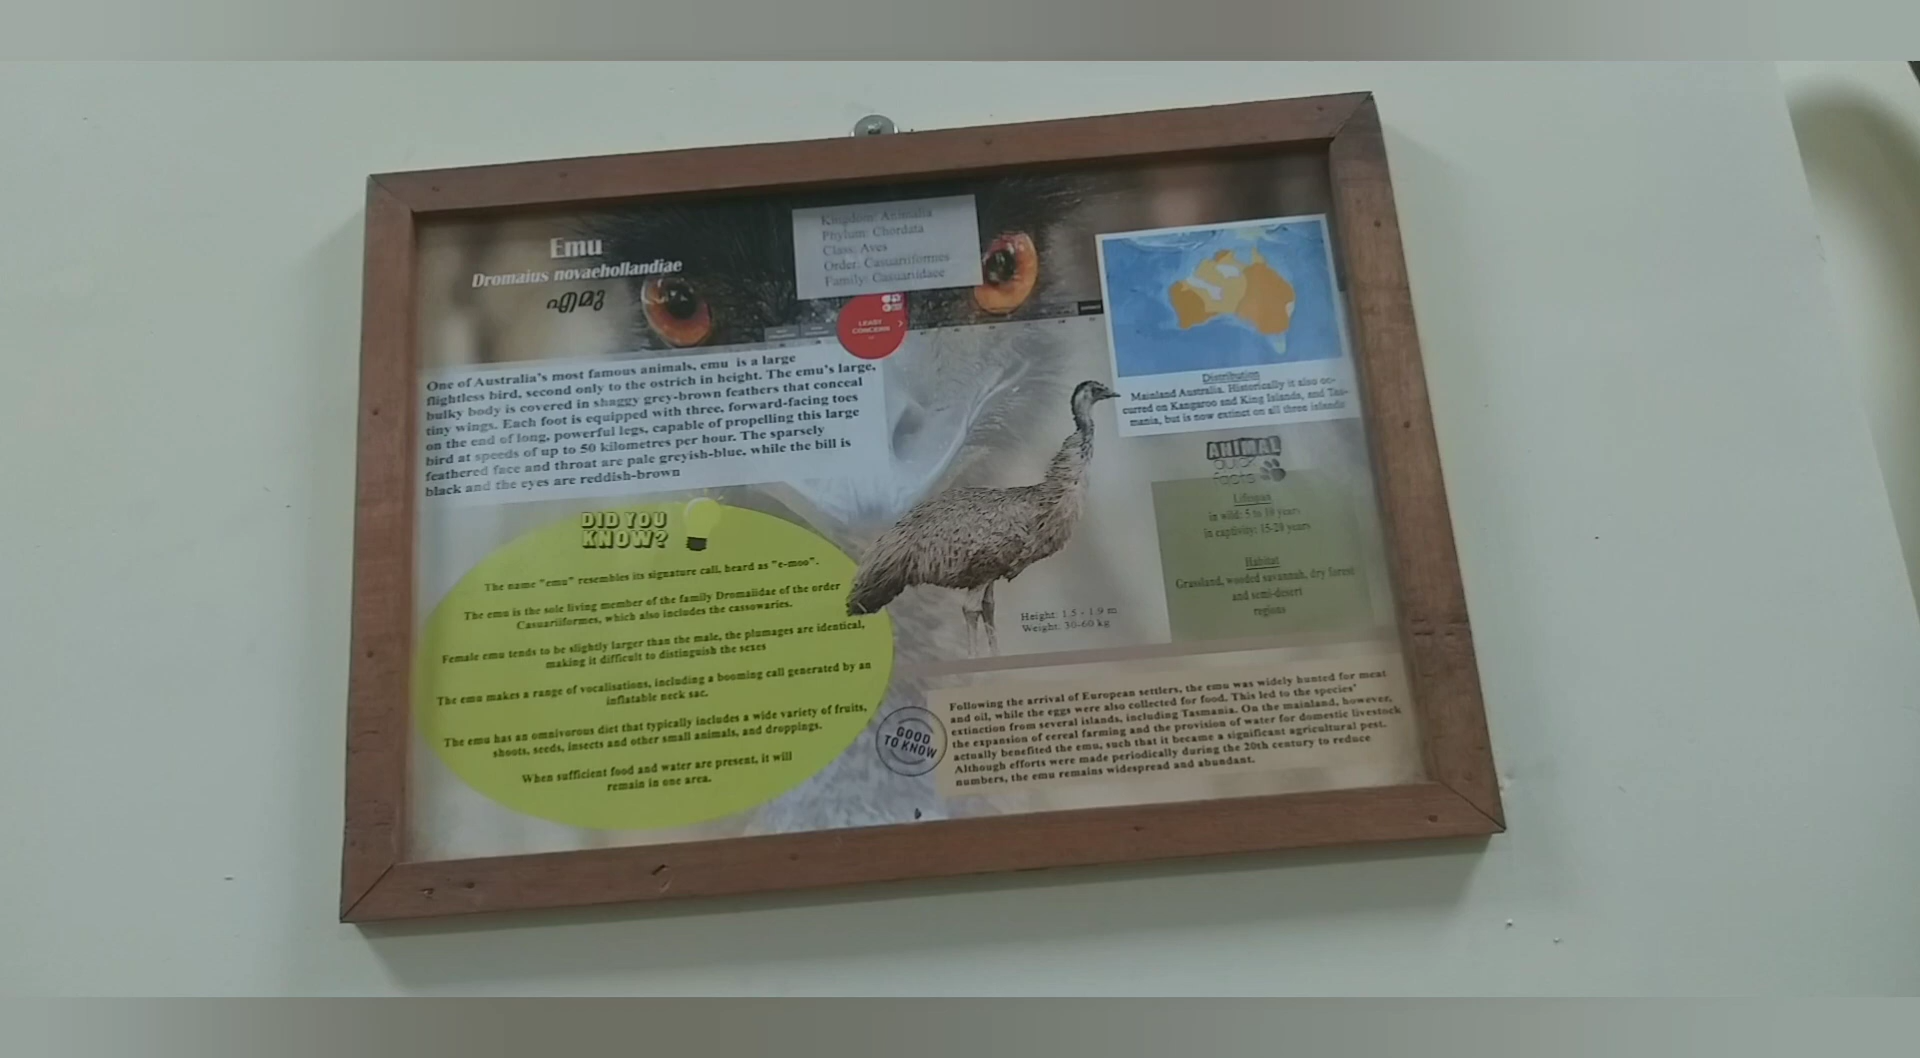 Emu
Dromaius novaehollandiae
എമു
Kingdom: Animalia
Phylum: Chordata
Class: Aves
Order: Casuariiformes
Family: Casuariidae
LEAST
CONCERN
One of Australia's most famous animals, emu is a large
flightless bird, second only to the ostrich in height. The emu's large,
bulky body is covered in shaggy grey-brown feathers that conceal
tiny wings. Each foot is equipped with three, forward-facing toes
on the end of long, powerful legs, capable of propelling this large
bird at speeds of up to 50 kilometres per hour. The sparsely
feathered face and throat are pale greyish-blue, while the bill is
black and the eyes are reddish-brown
Distribution
Mainland Australia. Historically it also oc-
curred on Kangaroo and King Islands, and Tas-
mania, but is now extinct on all three islands
ANIMAL
quick
facts
Lifespan
in wild: 5 to 10 years
in captivity: 15-20 years
Habitat
Grassland, wooded savannah, dry forest
and semi-desert
regions
Height: 1.5 - 1.9 m
Weight: 30-60 kg
DID YOU
KNOW?
The name "emu" resembles its signature call, heard as "e-moo".
The emu is the sole living member of the family Dromaiidae of the order
Casuariiformes, which also includes the cassowaries.
Female emu tends to be slightly larger than the male, the plumages are identical,
making it difficult to distinguish the sexes
The emu makes a range of vocalisations, including a booming call generated by an
inflatable neck sac.
The emu has an omnivorous diet that typically includes a wide variety of fruits,
shoots, seeds, insects and other small animals, and droppings.
When sufficient food and water are present, it will
remain in one area.
GOOD
TO KNOW
Following the arrival of European settlers, the emu was widely hunted for meat
and oil, while the eggs were also collected for food. This led to the species'
extinction from several islands, including Tasmania. On the mainland, however,
the expansion of cereal farming and the provision of water for domestic livestock
actually benefited the emu, such that it became a significant agricultural pest.
Although efforts were made periodically during the 20th century to reduce
numbers, the emu remains widespread and abundant.